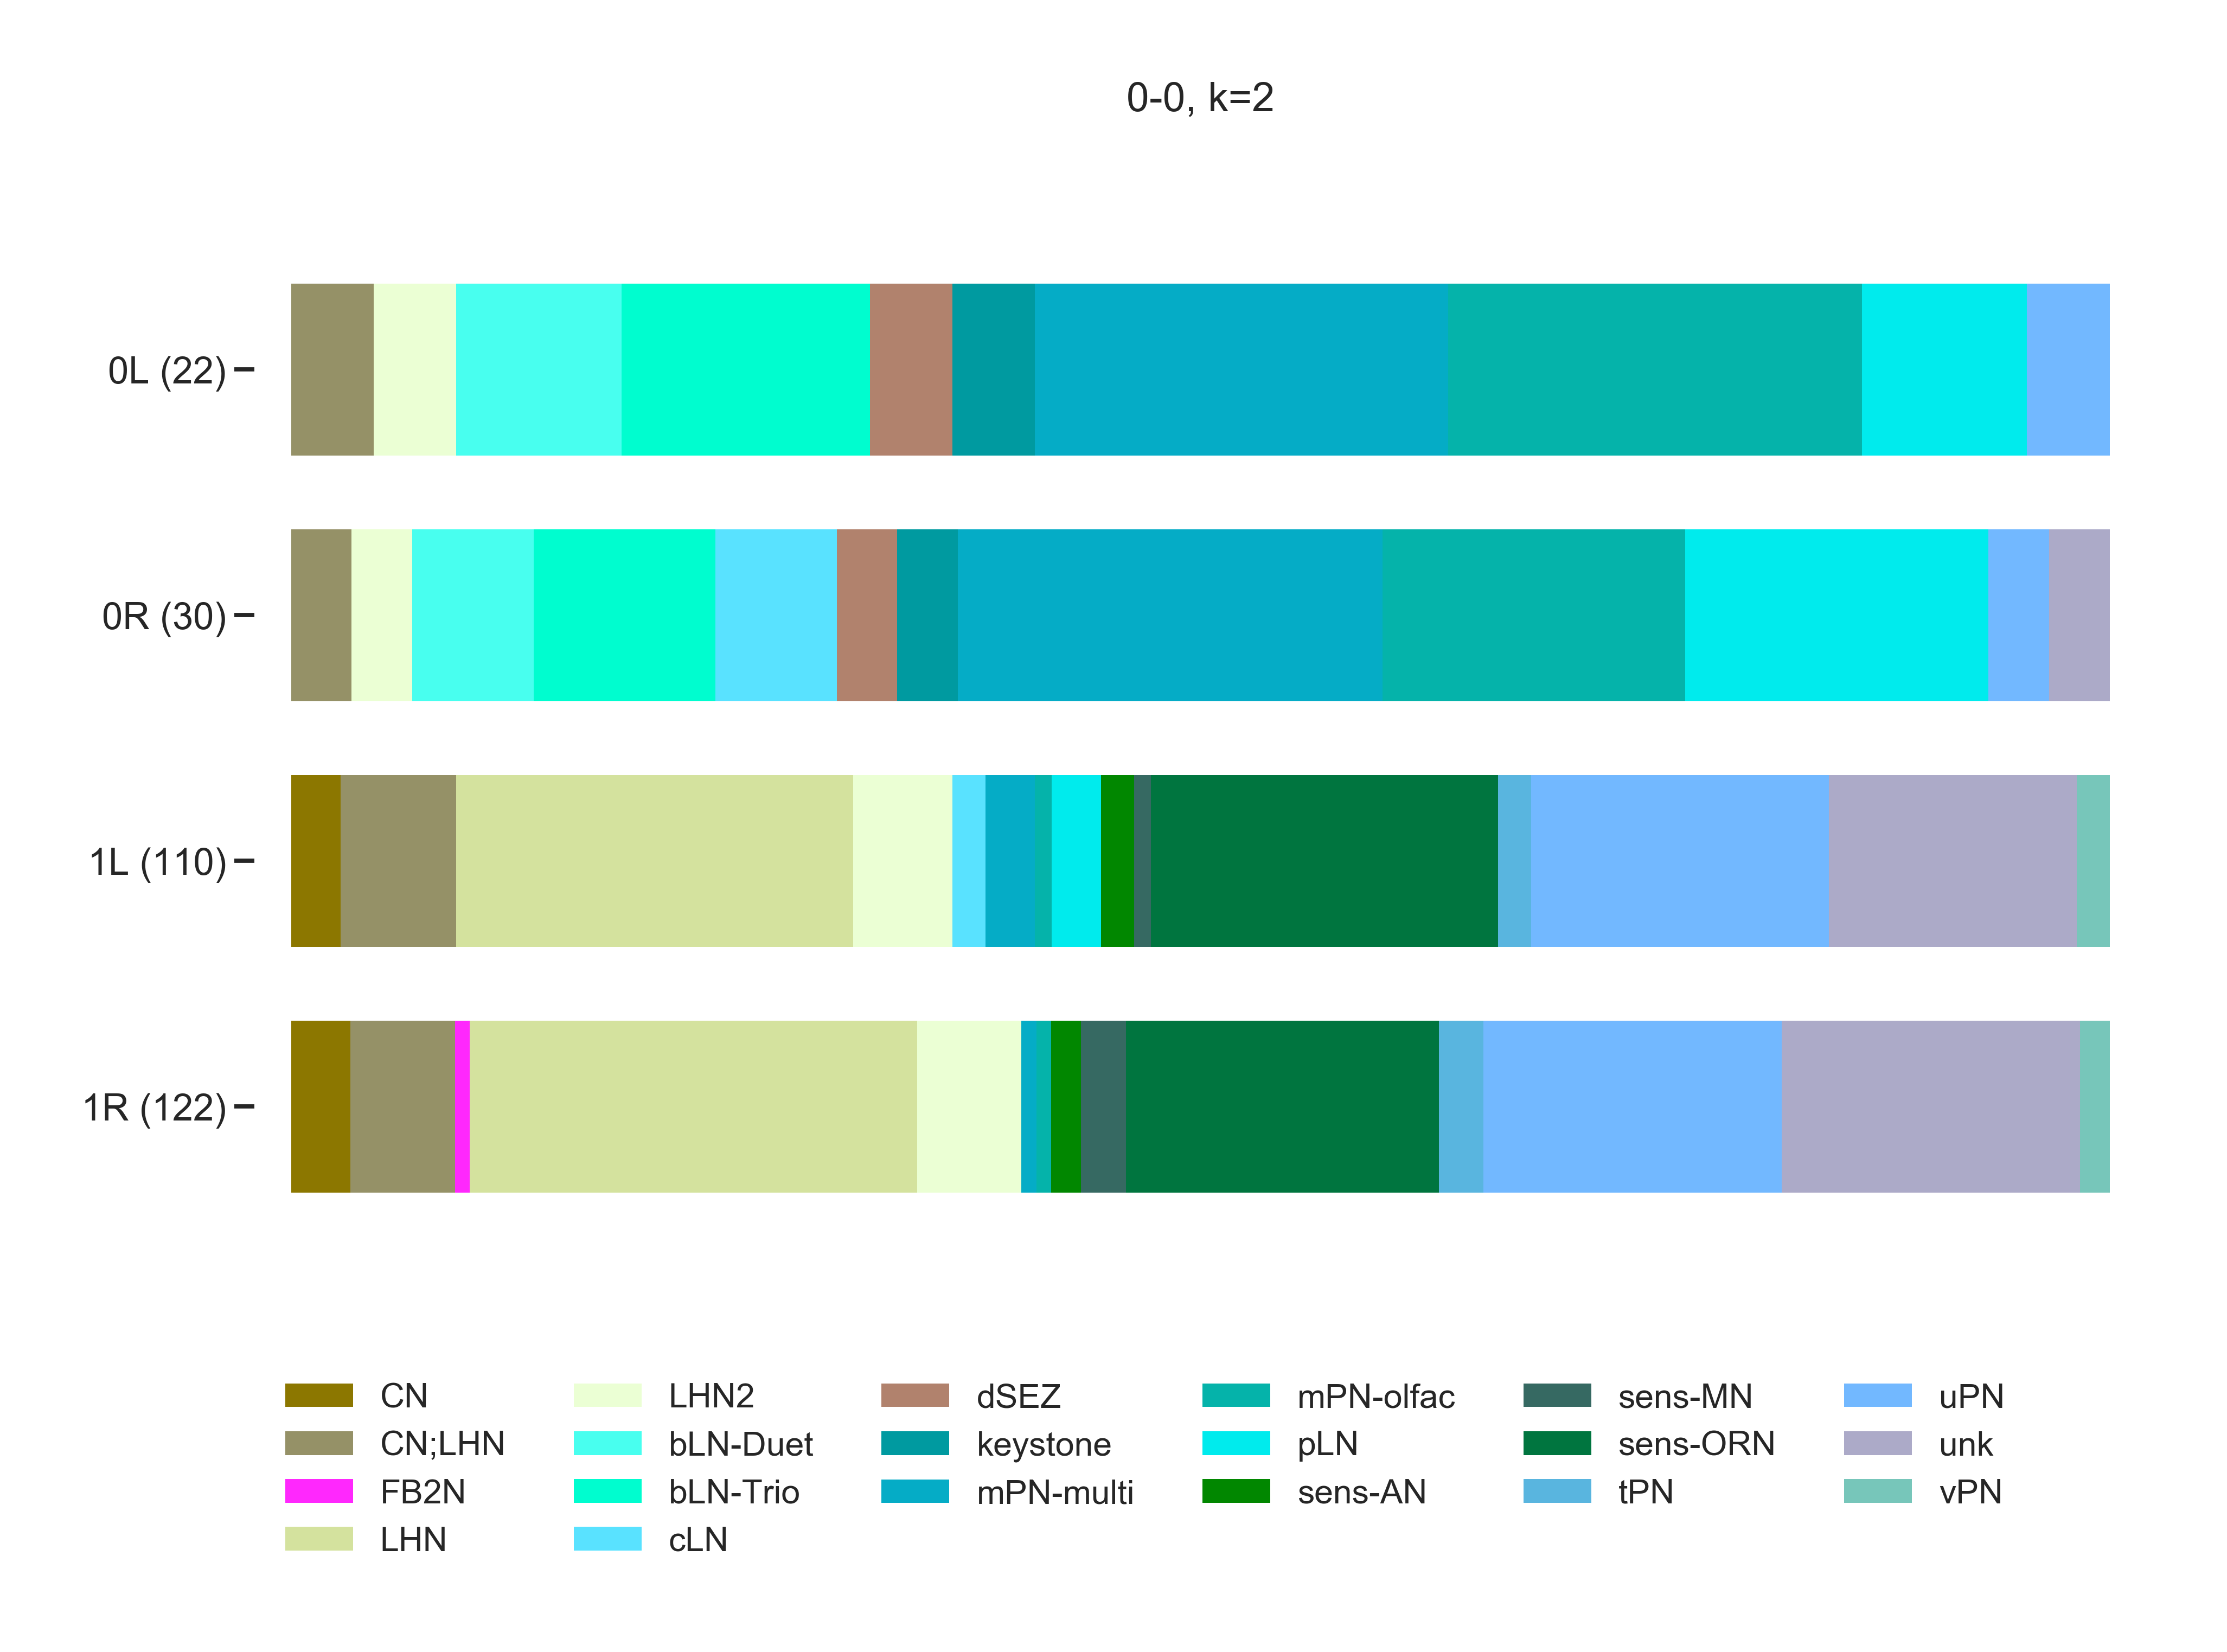 0-0, k=2
0L (22)
0R (30)
1L (110)
1R (122)
CN LHN2 dSEZ mPN-olfac sens-MN uPN
CN;LHN bLN-Duet keystone pLN sens-ORN unk
FB2N bLN-Trio mPN-multi sens-AN tPN vPN
LHN cLN